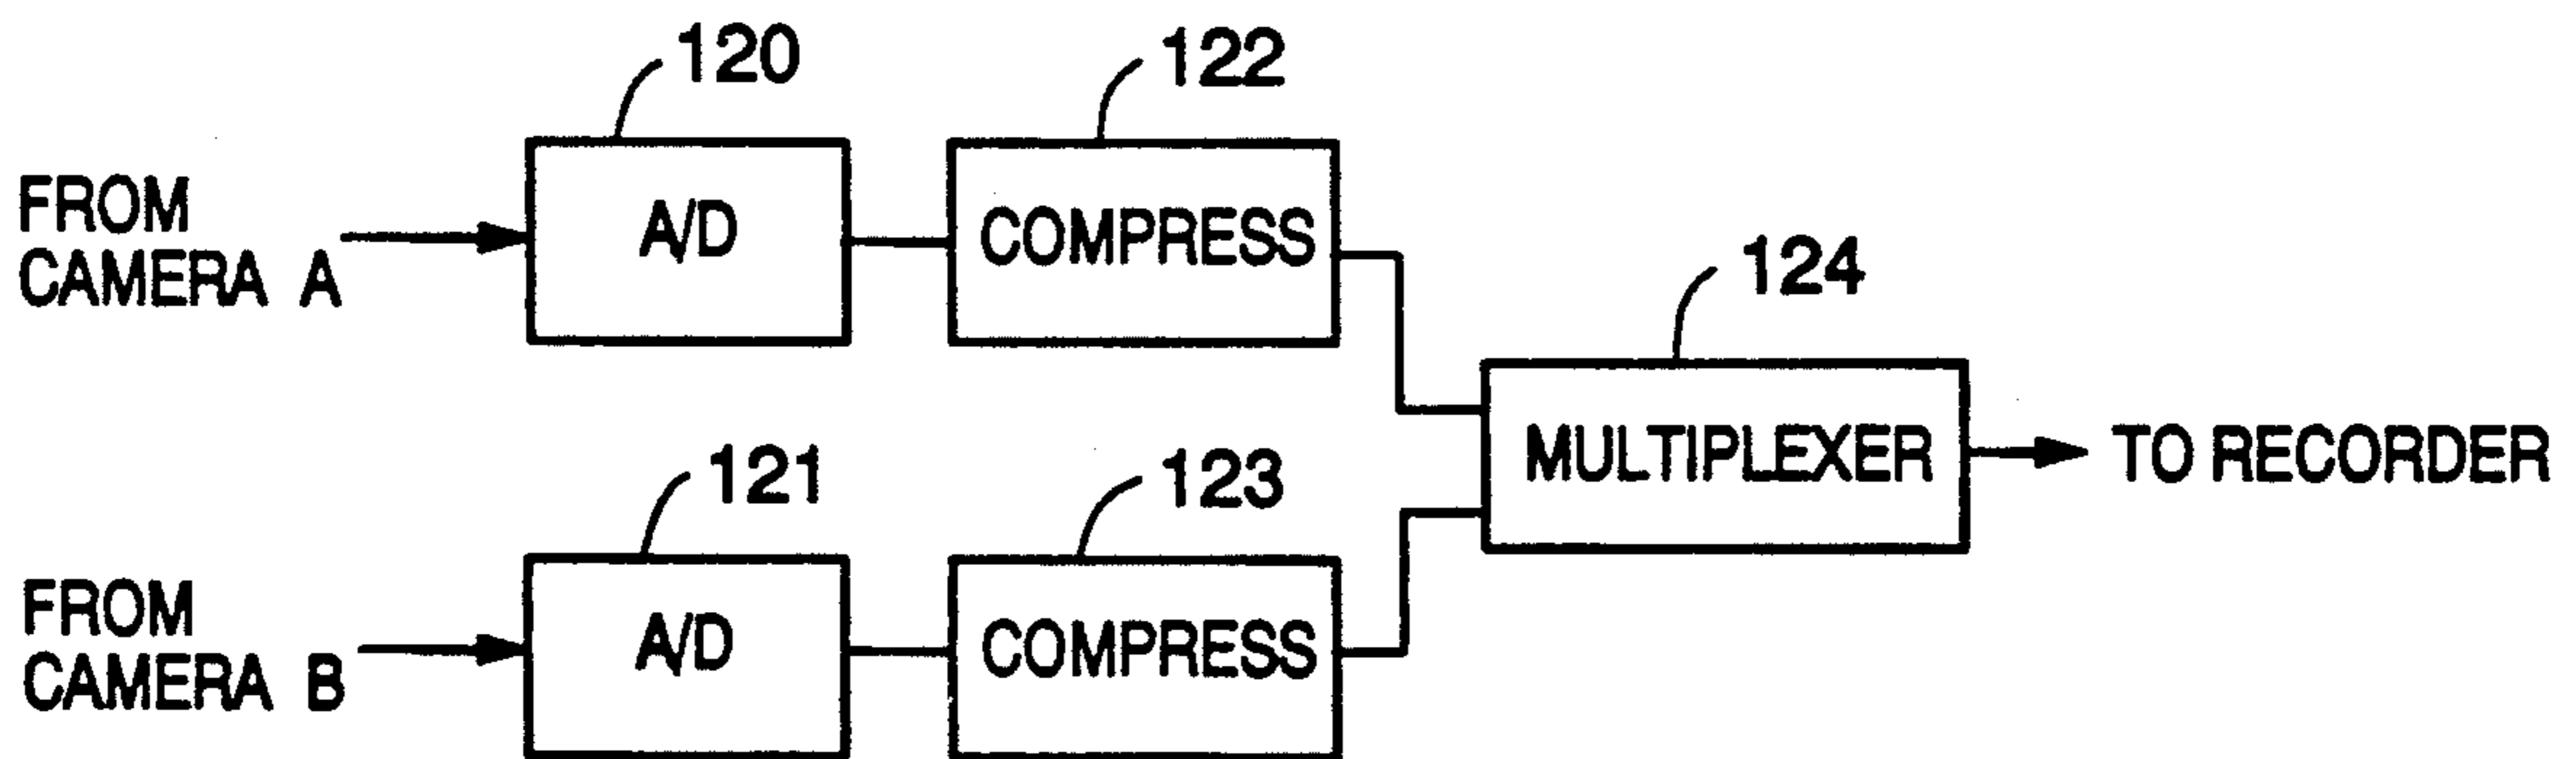 120
122
FROM
CAMERA A
A/D
COMPRESS
124
MULTIPLEXER
TO RECORDER
121
123
FROM
CAMERA B
A/D
COMPRESS